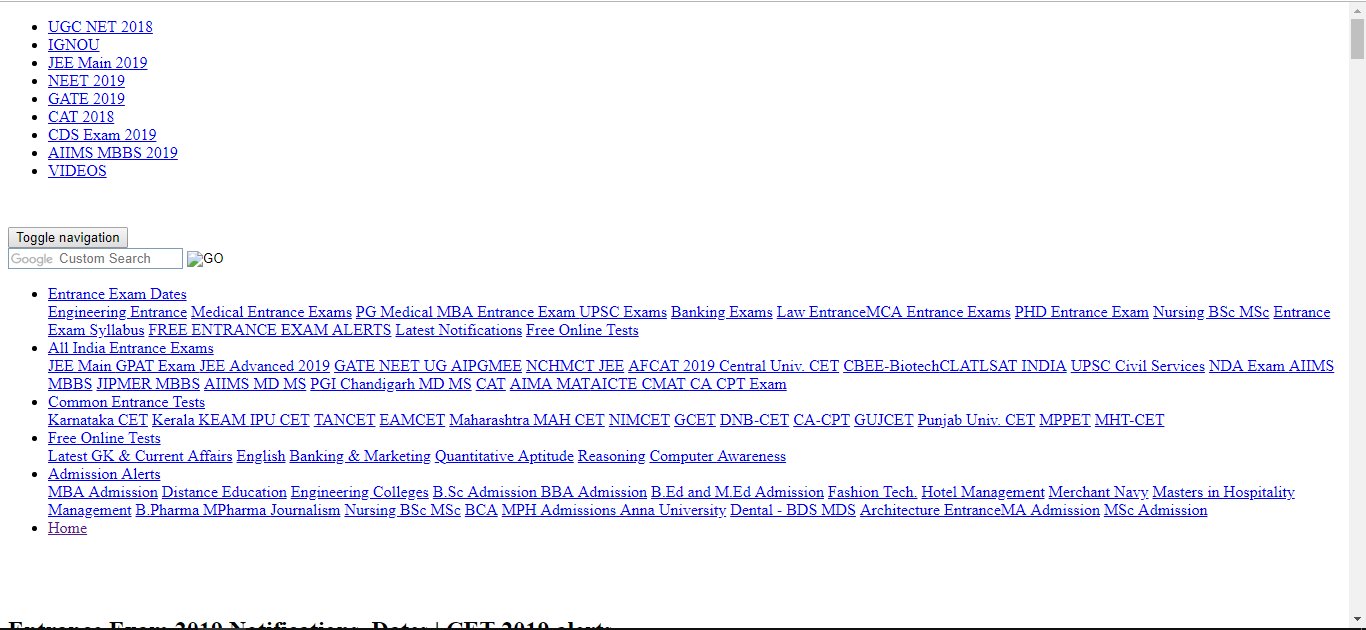 UGC NET 2018
IGNOU
JEE Main 2019
NEET 2019
GATE 2019
CAT 2018
CDS Exam 2019
AIIMS MBBS 2019
VIDEOS
Toggle navigation
Google Custom Search GO
Entrance Exam Dates
Engineering Entrance Medical Entrance Exams PG Medical MBA Entrance Exam UPSC Exams Banking Exams Law EntranceMCA Entrance Exams PHD Entrance Exam Nursing BSc MSc Entrance
Exam Syllabus FREE ENTRANCE EXAM ALERTS Latest Notifications Free Online Tests
All India Entrance Exams
JEE Main GPAT Exam JEE Advanced 2019 GATE NEET UG AIPGMEE NCHMCT JEE AFCAT 2019 Central Univ. CET CBEE-BiotechCLATLSAT INDIA UPSC Civil Services NDA Exam AIIMS
MBBS JIPMER MBBS AIIMS MD MS PGI Chandigarh MD MS CAT AIMA MATAICTE CMAT CA CPT Exam
Common Entrance Tests
Karnataka CET Kerala KEAM IPU CET TANCET EAMCET Maharashtra MAH CET NIMCET GCET DNB-CET CA-CPT GUJCET Punjab Univ. CET MPPET MHT-CET
Free Online Tests
Latest GK & Current Affairs English Banking & Marketing Quantitative Aptitude Reasoning Computer Awareness
Admission Alerts
MBA Admission Distance Education Engineering Colleges B.Sc Admission BBA Admission B.Ed and M.Ed Admission Fashion Tech. Hotel Management Merchant Navy Masters in Hospitality
Management B.Pharma MPharma Journalism Nursing BSc MSc BCA MPH Admissions Anna University Dental - BDS MDS Architecture EntranceMA Admission MSc Admission
Home
Entrance Exam 2019 Notifications, Dates | CET 2019 alerts